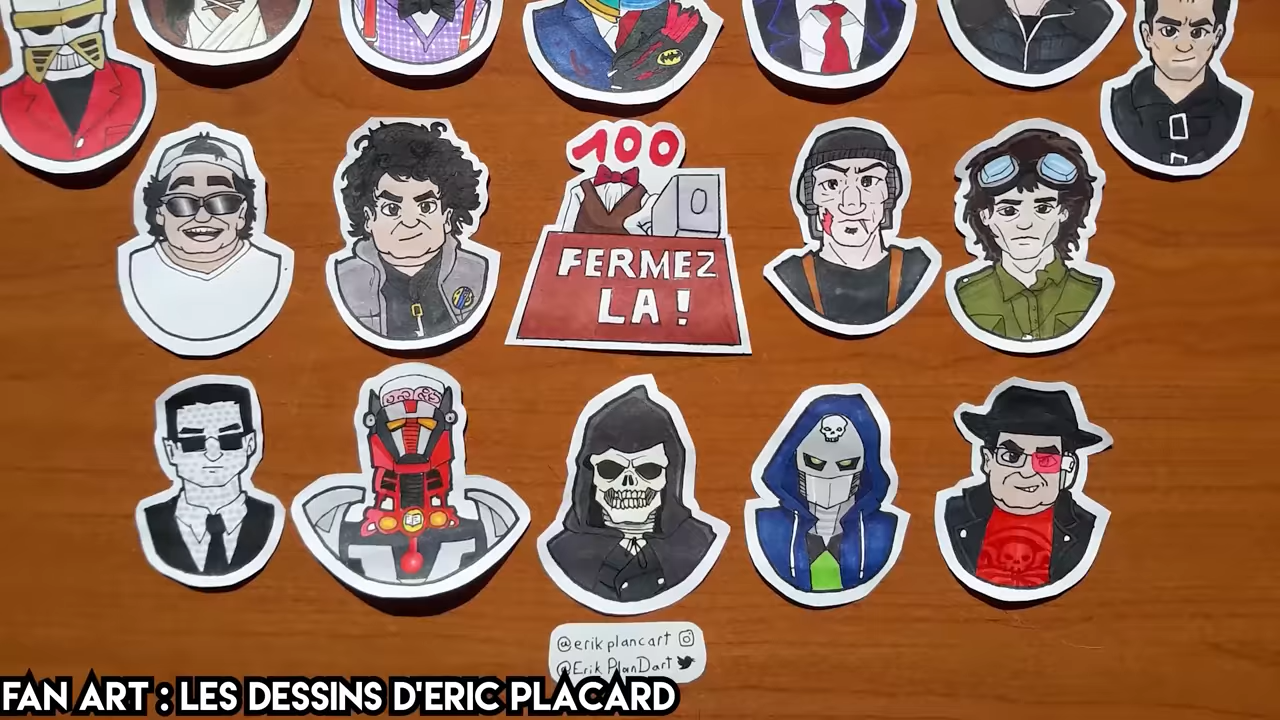 100
FERMEZ
LA !
@erikplancart
@ErikPlanDart
FAN ART : LES DESSINS D'ERIC PLACARD